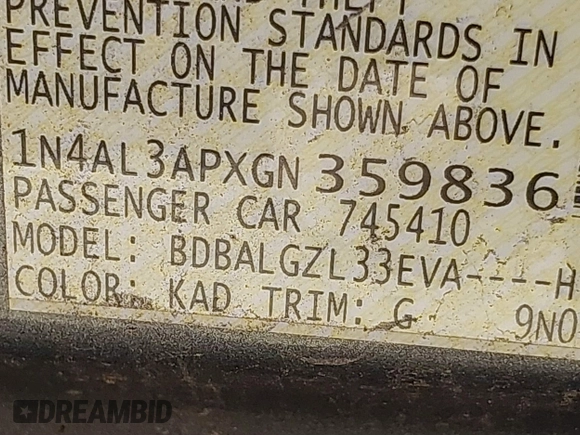 PREVENTION STANDARDS IN
EFFECT ON THE DATE OF
MANUFACTURE SHOWN ABOVE.
1N4AL3APXGN359836
PASSENGER CAR 745410
MODEL: BDBALGZL33EVA----H
COLOR: KAD TRIM: G 9NO
DREAMBID